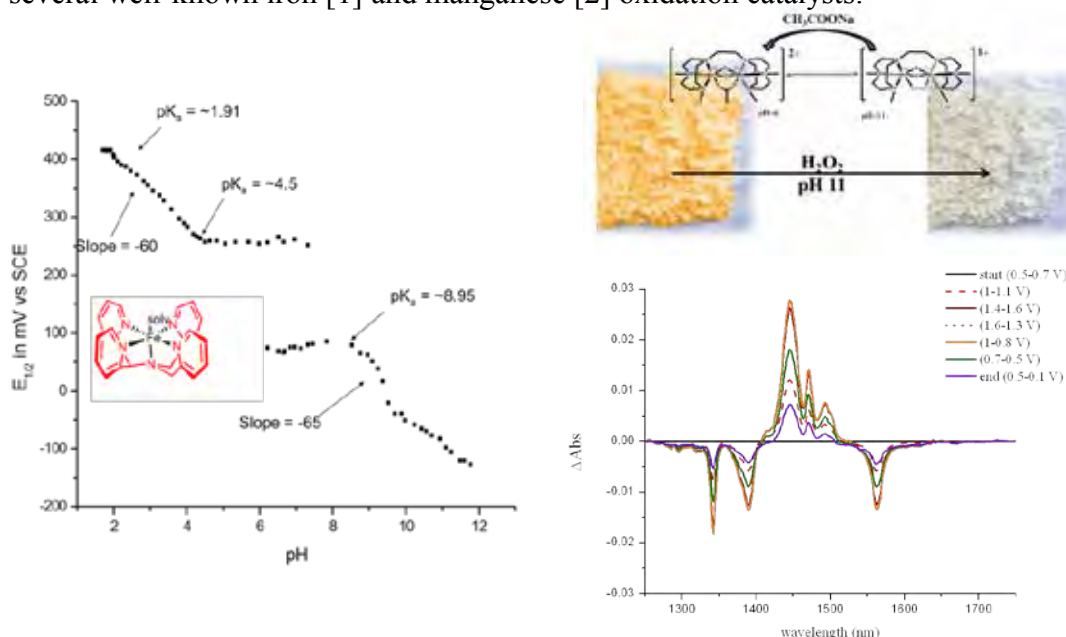 several well-known iron [1] and manganese [2] oxidation catalysts.
500
400
300
200
100
0
-100
-200
E1/2 in mV vs SCE
2
4
6
8
10
12
pH
pKa = ~1.91
pKa = ~4.5
Slope = -60
pKa = ~8.95
Slope = -65
solv
N
N
Fe
N
N
N
CH3COONa
2+
pH 11
H2O2
pH 11
0.03
0.02
0.01
0.00
-0.01
-0.02
-0.03
ΔAbs
1300
1400
1500
1600
1700
wavelength (nm)
start (0.5-0.7 V)
(1-1.1 V)
(1.4-1.6 V)
(1.6-1.3 V)
(1-0.8 V)
(0.7-0.5 V)
end (0.5-0.1 V)